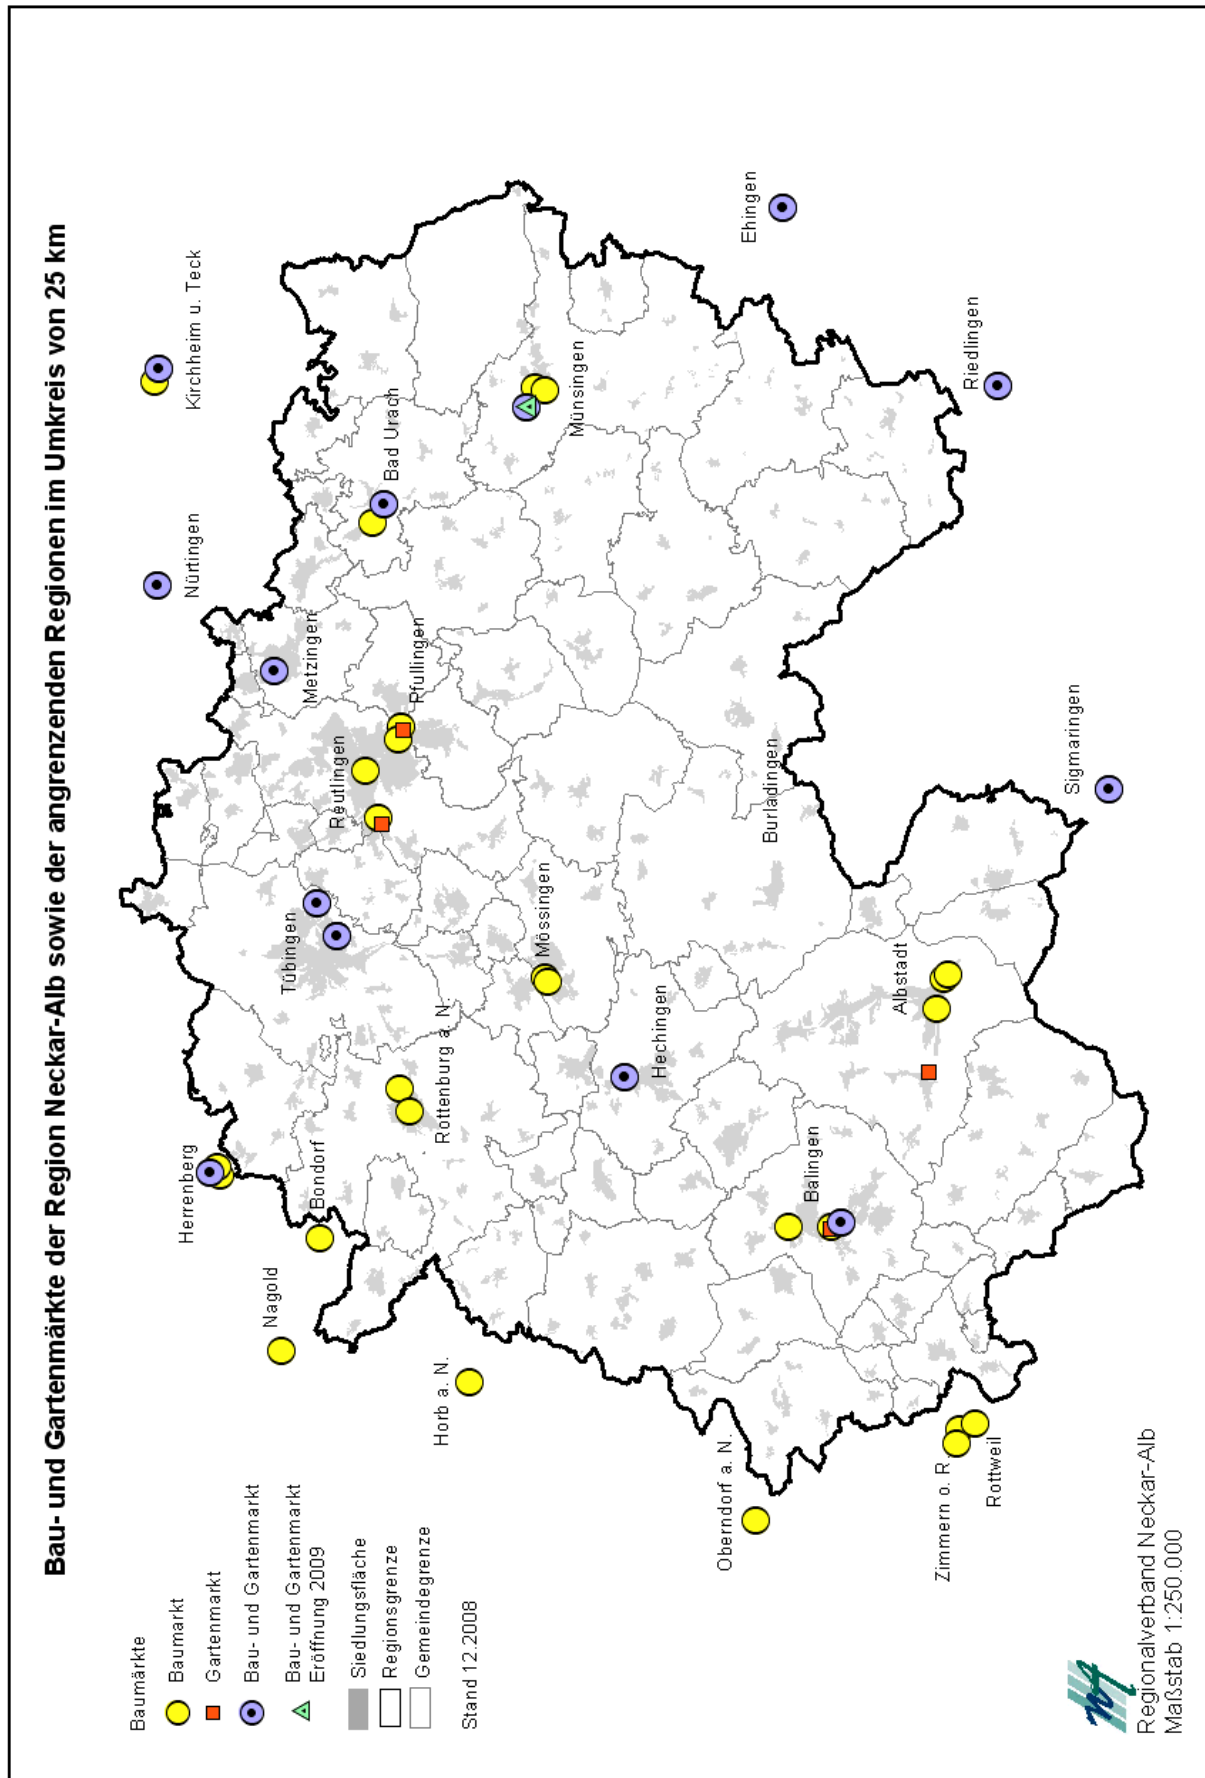 Bau- und Gartenmärkte der Region Neckar-Alb sowie der angrenzenden Regionen im Umkreis von 25 km
Baumärkte
Baumarkt
Gartenmarkt
Bau- und Gartenmarkt
Bau- und Gartenmarkt
Eröffnung 2009
Siedlungsfläche
Regionsgrenze
Gemeindegrenze
Stand 12.2008
Kirchheim u. Teck
Nürtingen
Herrenberg
Nagold
Bondorf
Tübingen
Metzingen
Reutlingen
Pfullingen
Bad Urach
Münsingen
Ehingen
Riedlingen
Horb a. N.
Rottenburg a. N.
Mössingen
Hechingen
Burladingen
Sigmaringen
Balingen
Albstadt
Oberndorf a. N.
Zimmern o. R.
Rottweil
Regionalverband Neckar-Alb
Maßstab 1:250.000